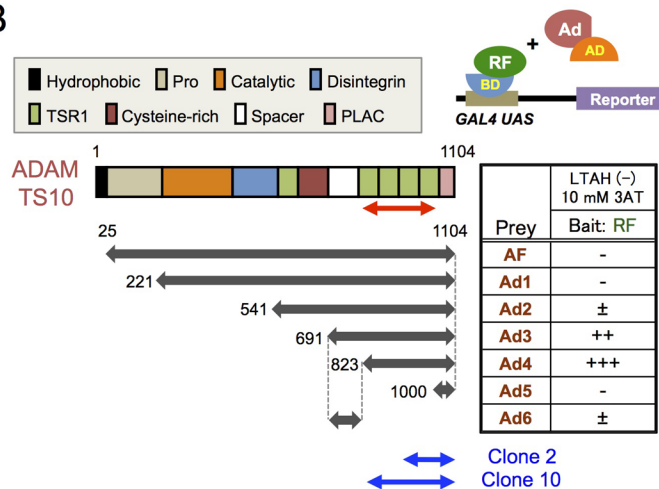 B
Ad
+
AD
RF
BD
Reporter
GAL4 UAS
Hydrophobic Pro Catalytic Disintegrin
TSR1 Cysteine-rich Spacer PLAC
1 1104
ADAM
TS10
LTAH (-)
10 mM 3AT
Prey Bait: RF
25 1104
AF -
221 Ad1 -
541 Ad2 ±
691 Ad3 ++
823 Ad4 +++
1000 Ad5 -
Ad6 ±
Clone 2
Clone 10